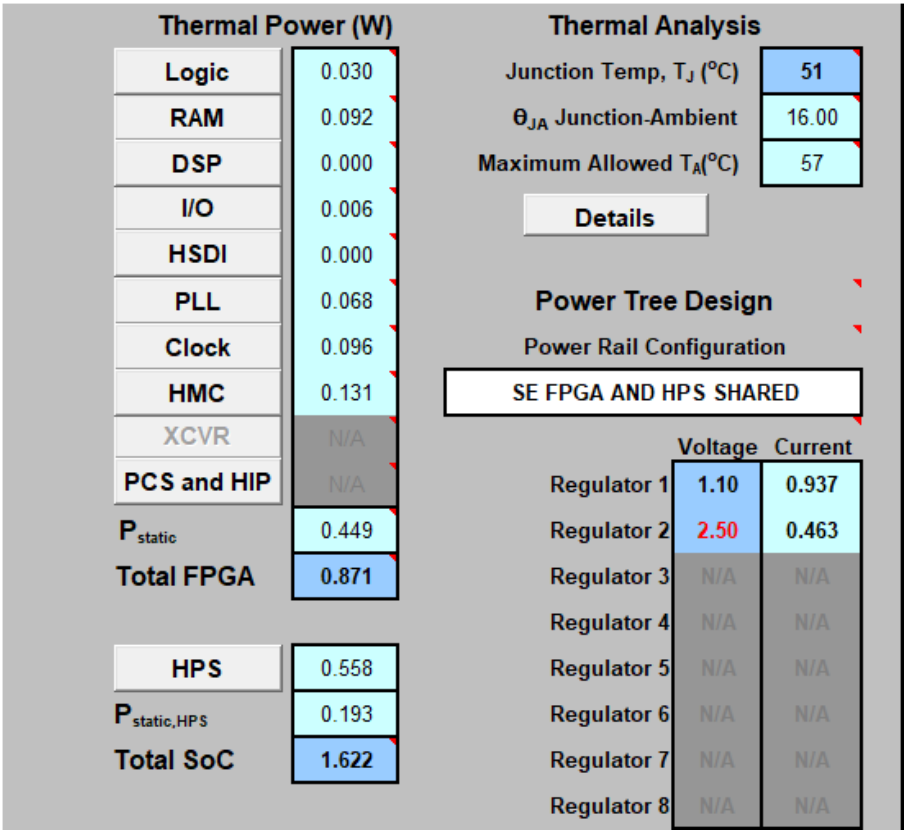 Thermal Power (W)
Logic 0.030
RAM 0.092
DSP 0.000
I/O 0.006
HSDI 0.000
PLL 0.068
Clock 0.096
HMC 0.131
XCVR N/A
PCS and HIP N/A
Pstatic 0.449
Total FPGA 0.871
HPS 0.558
Pstatic,HPS 0.193
Total SoC 1.622
Thermal Analysis
Junction Temp, TJ (°C) 51
θJA Junction-Ambient 16.00
Maximum Allowed TA(°C) 57
Details
Power Tree Design
Power Rail Configuration
SE FPGA AND HPS SHARED
Voltage Current
Regulator 1 1.10 0.937
Regulator 2 2.50 0.463
Regulator 3 N/A N/A
Regulator 4 N/A N/A
Regulator 5 N/A N/A
Regulator 6 N/A N/A
Regulator 7 N/A N/A
Regulator 8 N/A N/A